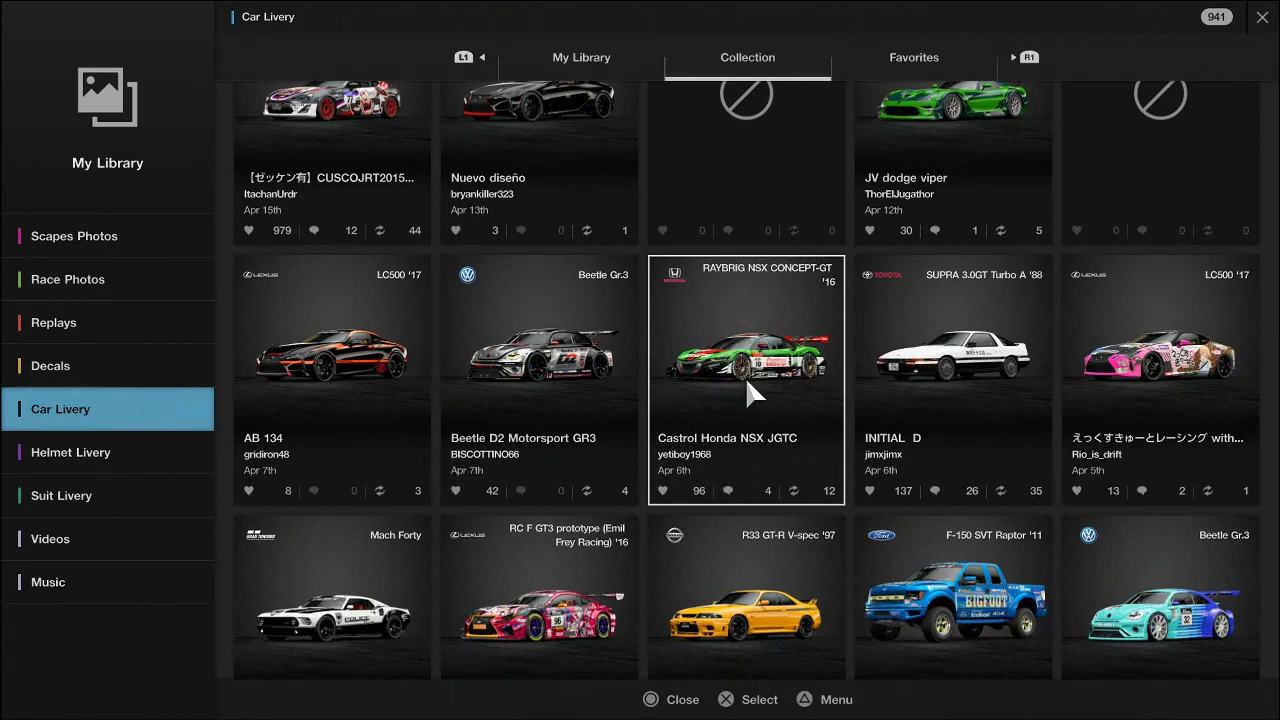 Car Livery
941
L1
My Library
Collection
Favorites
R1
My Library
Scapes Photos
Race Photos
Replays
Decals
Car Livery
Helmet Livery
Suit Livery
Videos
Music
【ゼッケン有】CUSCOJRT2015...
ItachanUrdr
Apr 15th
979 12 44
Nuevo diseño
bryankiller323
Apr 13th
3 0 1
0 0 0
JV dodge viper
ThorElJugathor
Apr 12th
30 1 5
0 0 0
LEXUS LC500 '17
AB 134
gridiron48
Apr 7th
8 0 3
Beetle Gr.3
Beetle D2 Motorsport GR3
BISCOTTINO66
Apr 7th
42 0 4
HONDA RAYBRIG NSX CONCEPT-GT
'16
Castrol
Castrol Honda NSX JGTC
yetiboy1968
Apr 6th
96 4 12
TOYOTA SUPRA 3.0GT Turbo A '88
INITIAL D
jimxjimx
Apr 6th
137 26 35
LEXUS LC500 '17
えっくすきゅーとレーシング with...
Rio_is_drift
Apr 5th
13 2 1
GRAN TURISMO Mach Forty
POLICE
LEXUS RC F GT3 prototype (Emil
Frey Racing) '16
96
R33 GT-R V-spec '97
Ford F-150 SVT Raptor '11
BIGFOOT
Beetle Gr.3
32
Close
Select
Menu